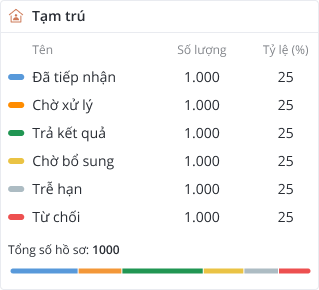 Tạm trú
Tên Số lượng Tỷ lệ (%)
Đã tiếp nhận 1.000 25
Chờ xử lý 1.000 25
Trả kết quả 1.000 25
Chờ bổ sung 1.000 25
Trễ hạn 1.000 25
Từ chối 1.000 25
Tổng số hồ sơ: 1000